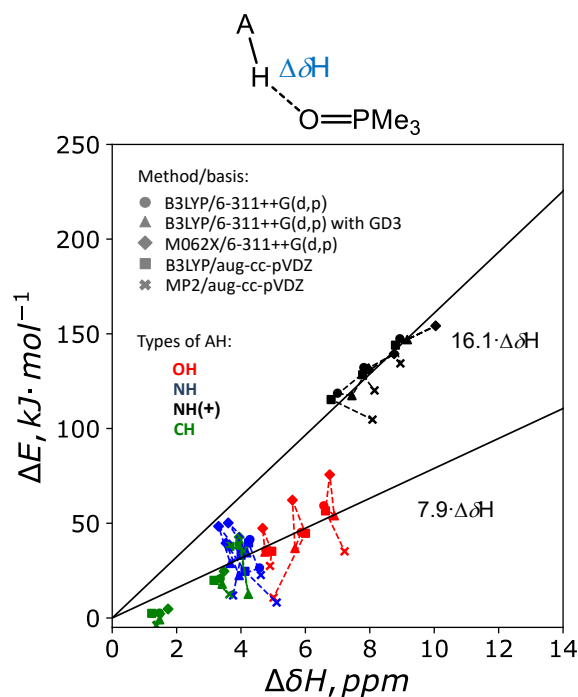 A
H ΔδH
O=PMe₃
250
200
150
100
50
0
ΔE, kJ· mol⁻¹
Method/basis:
B3LYP/6-311++G(d,p)
B3LYP/6-311++G(d,p) with GD3
M062X/6-311++G(d,p)
B3LYP/aug-cc-pVDZ
MP2/aug-cc-pVDZ
Types of AH:
OH
NH
NH(+)
CH
16.1·ΔδH
7.9·ΔδH
0 2 4 6 8 10 12 14
ΔδH, ppm